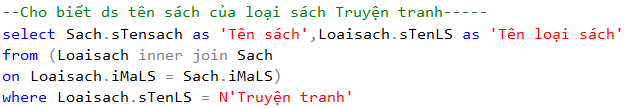 --Cho biết ds tên sách của loại sách Truyện tranh-----
select Sach.sTensach as 'Tên sách',Loaisach.sTenLS as 'Tên loại sách'
from (Loaisach inner join Sach
on Loaisach.iMaLS = Sach.iMaLS)
where Loaisach.sTenLS = N'Truyện tranh'